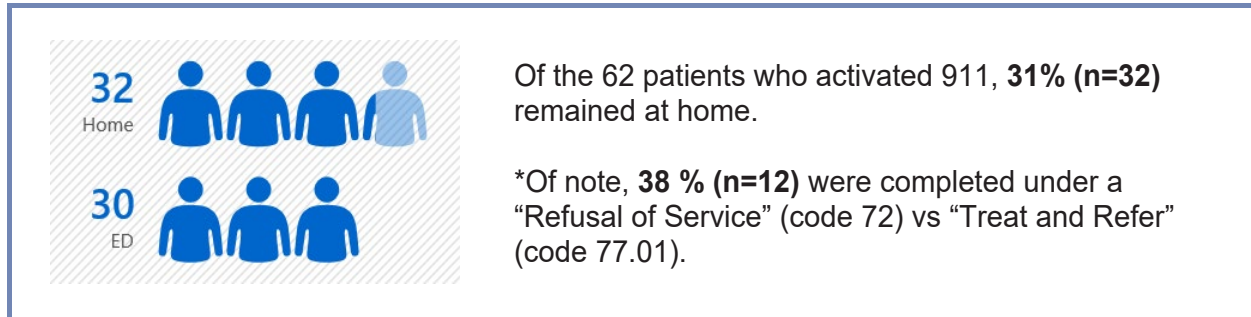 32
Home
30
ED
Of the 62 patients who activated 911, 31% (n=32)
remained at home.
*Of note, 38 % (n=12) were completed under a
“Refusal of Service” (code 72) vs “Treat and Refer”
(code 77.01).